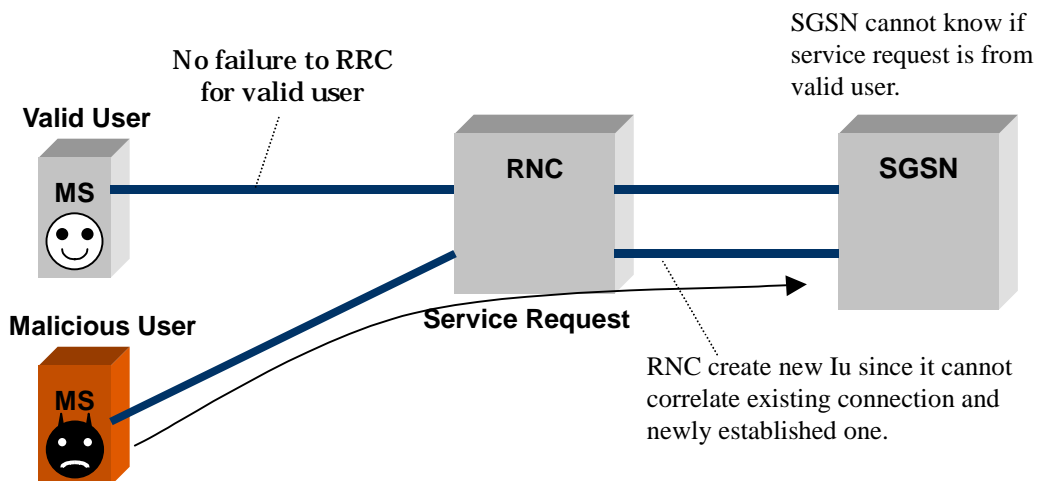 SGSN cannot know if
service request is from
valid user.
No failure to RRC
for valid user
Valid User
MS
RNC
SGSN
Malicious User
MS
Service Request
RNC create new Iu since it cannot
correlate existing connection and
newly established one.